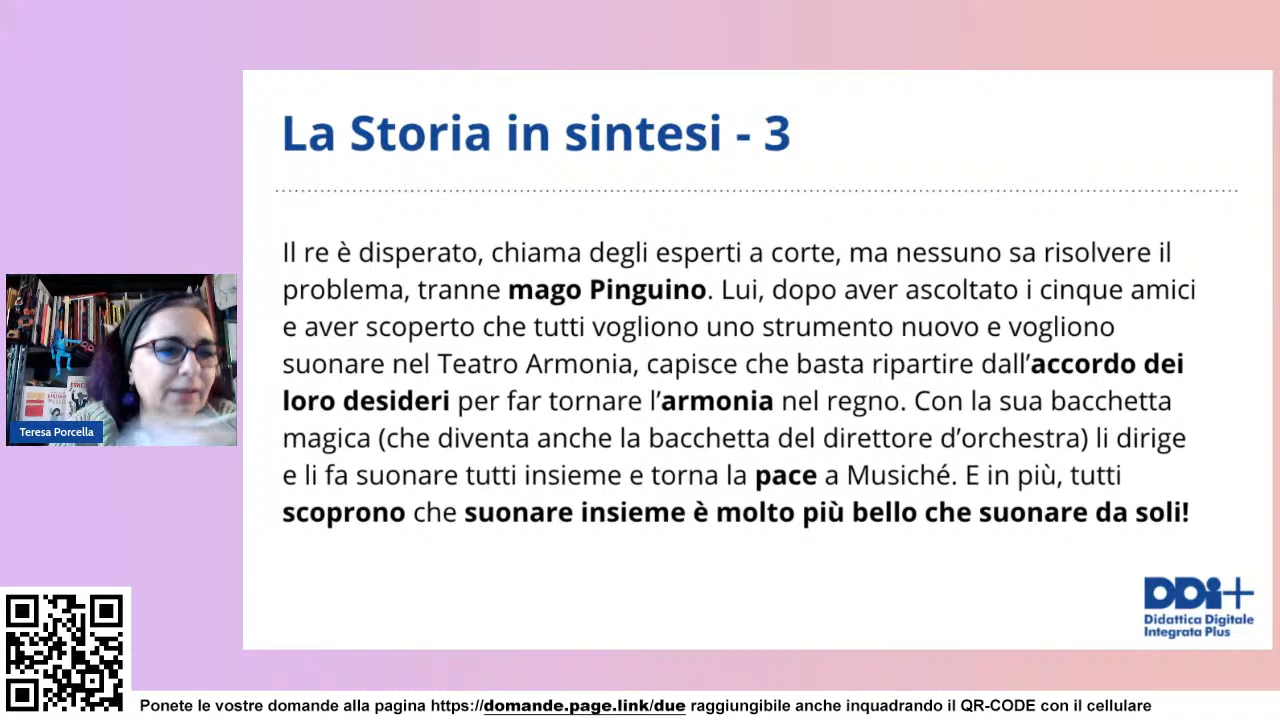 La Storia in sintesi - 3
Il re è disperato, chiama degli esperti a corte, ma nessuno sa risolvere il
problema, tranne mago Pinguino. Lui, dopo aver ascoltato i cinque amici
e aver scoperto che tutti vogliono uno strumento nuovo e vogliono
suonare nel Teatro Armonia, capisce che basta ripartire dall’accordo dei
loro desideri per far tornare l’armonia nel regno. Con la sua bacchetta
magica (che diventa anche la bacchetta del direttore d’orchestra) li dirige
e li fa suonare tutti insieme e torna la pace a Musiché. E in più, tutti
scoprono che suonare insieme è molto più bello che suonare da soli!
Teresa Porcella
DDi+
Didattica Digitale
Integrata Plus
Ponete le vostre domande alla pagina https://domande.page.link/due raggiungibile anche inquadrando il QR-CODE con il cellulare